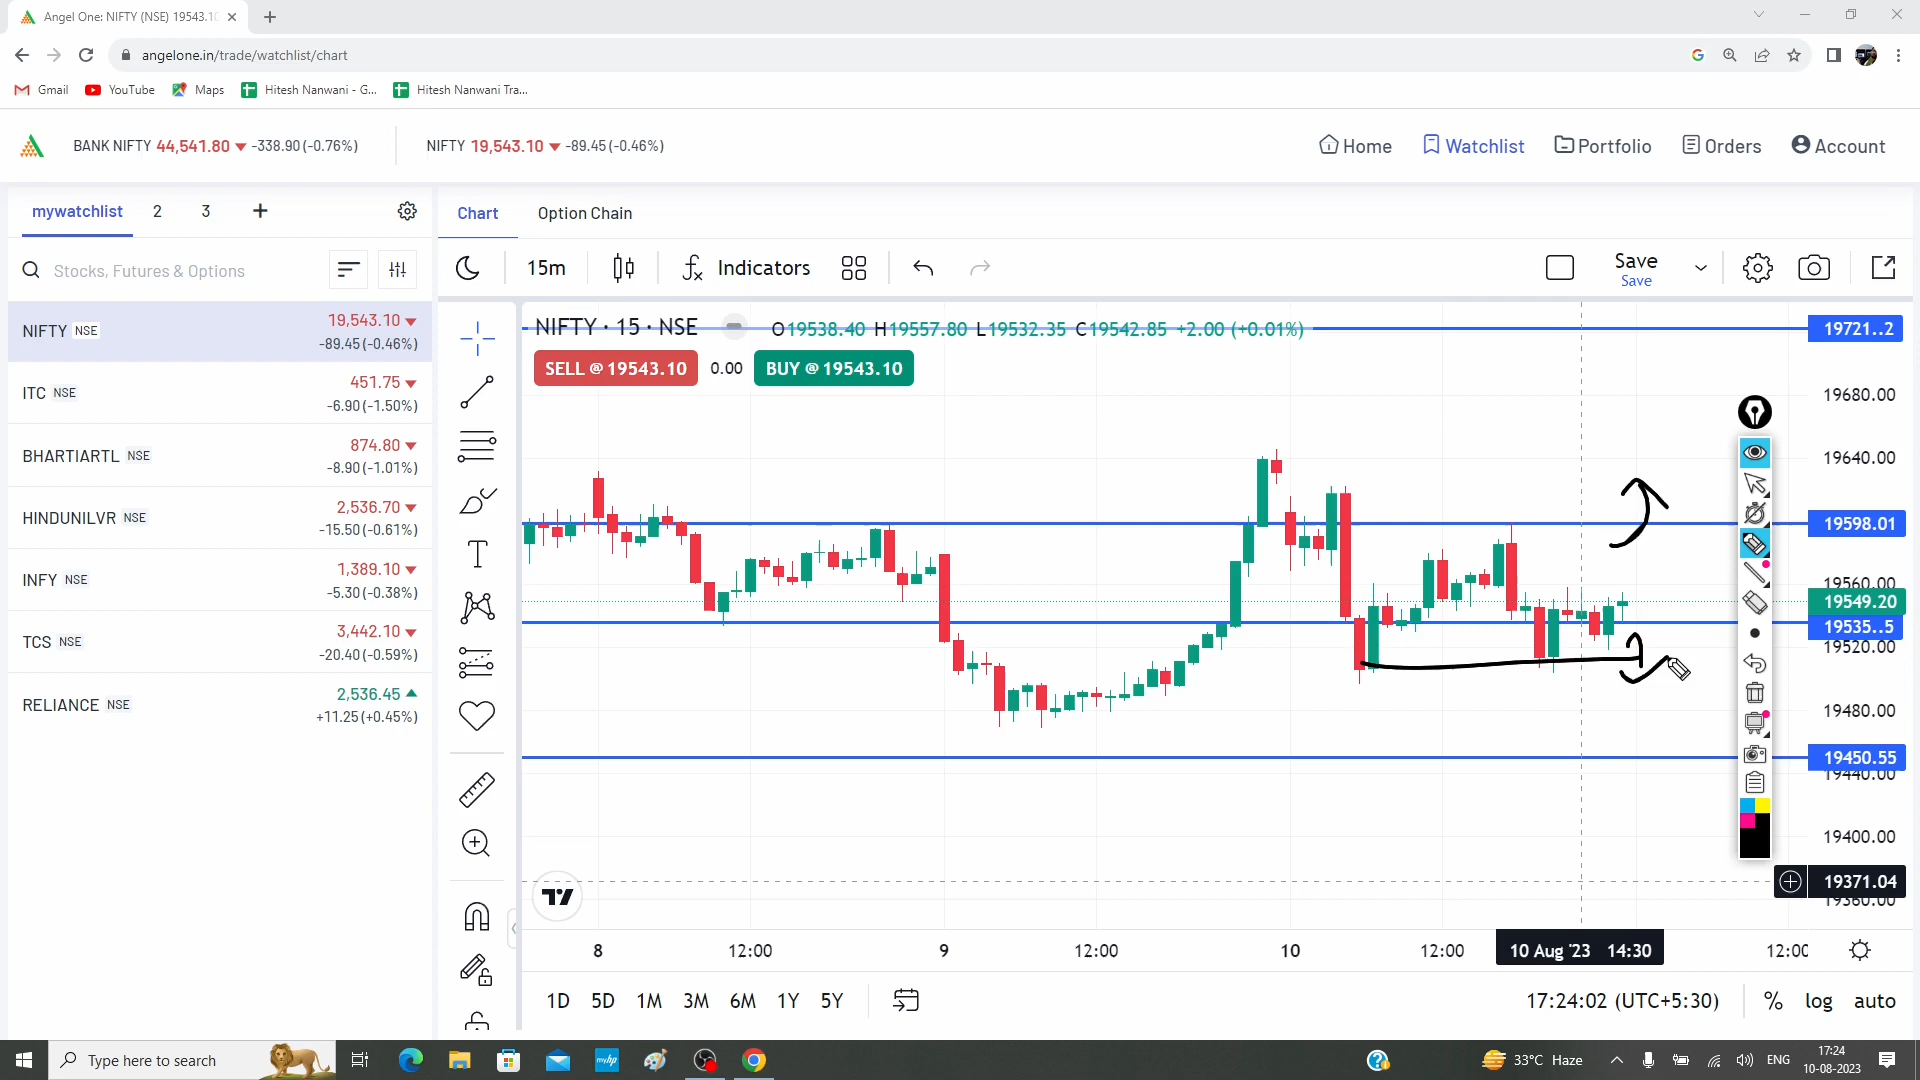 Angel One: NIFTY (NSE) 19543.10
angelone.in/trade/watchlist/chart
Gmail YouTube Maps Hitesh Nanwani - G... Hitesh Nanwani Tra...
BANK NIFTY 44,541.80 -338.90 (-0.76%) NIFTY 19,543.10 -89.45 (-0.46%)
Home Watchlist Portfolio Orders Account
mywatchlist 2 3 +
Chart Option Chain
Stocks, Futures & Options
15m Indicators Save
Save
NIFTY NSE 19,543.10
-89.45 (-0.46%)
ITC NSE 451.75
-6.90 (-1.50%)
BHARTIARTL NSE 874.80
-8.90 (-1.01%)
HINDUNILVR NSE 2,536.70
-15.50 (-0.61%)
INFY NSE 1,389.10
-5.30 (-0.38%)
TCS NSE 3,442.10
-20.40 (-0.59%)
RELIANCE NSE 2,536.45
+11.25 (+0.45%)
NIFTY · 15 · NSE O19538.40 H19557.80 L19532.35 C19542.85 +2.00 (+0.01%)
SELL @ 19543.10 0.00 BUY @ 19543.10
19721..2
19680.00
19640.00
19598.01
19560.00
19549.20
19535..5
19520.00
19480.00
19450.55
19440.00
19400.00
19371.04
19360.00
8 12:00 9 12:00 10 12:00 10 Aug '23 14:30 12:00
1D 5D 1M 3M 6M 1Y 5Y 17:24:02 (UTC+5:30) % log auto
Type here to search 33°C Haze ENG 17:24
10-08-2023